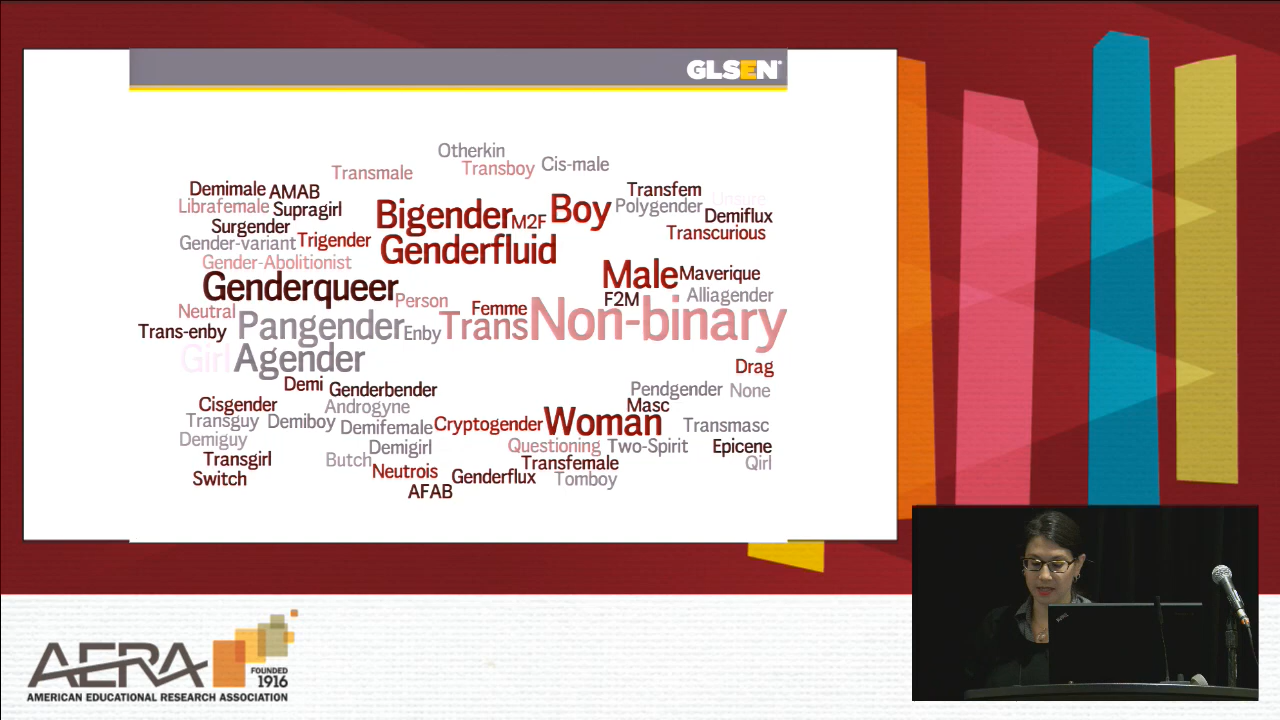 GLSEN®
Otherkin
Transmale Transboy Cis-male
Demimale AMAB Transfem
Librafemale Supragirl Bigender M2F Boy Polygender Unsure
Surgender Demiflux
Gender-variant Trigender Genderfluid Transcurious
Gender-Abolitionist
Genderqueer Male Maverique
Person F2M Alliagender
Neutral Femme
Trans-enby Pangender Enby Trans Non-binary
Girl Agender
Drag
Demi Genderbender Pendgender None
Cisgender Androgyne Masc
Transguy Demiboy Demifemale Cryptogender Woman Transmasc
Demiguy Demigirl Questioning Two-Spirit Epicene
Transgirl Butch Transfemale Qirl
Switch Neutrois Genderflux Tomboy
AFAB
AERA
FOUNDED
1916
AMERICAN EDUCATIONAL RESEARCH ASSOCIATION